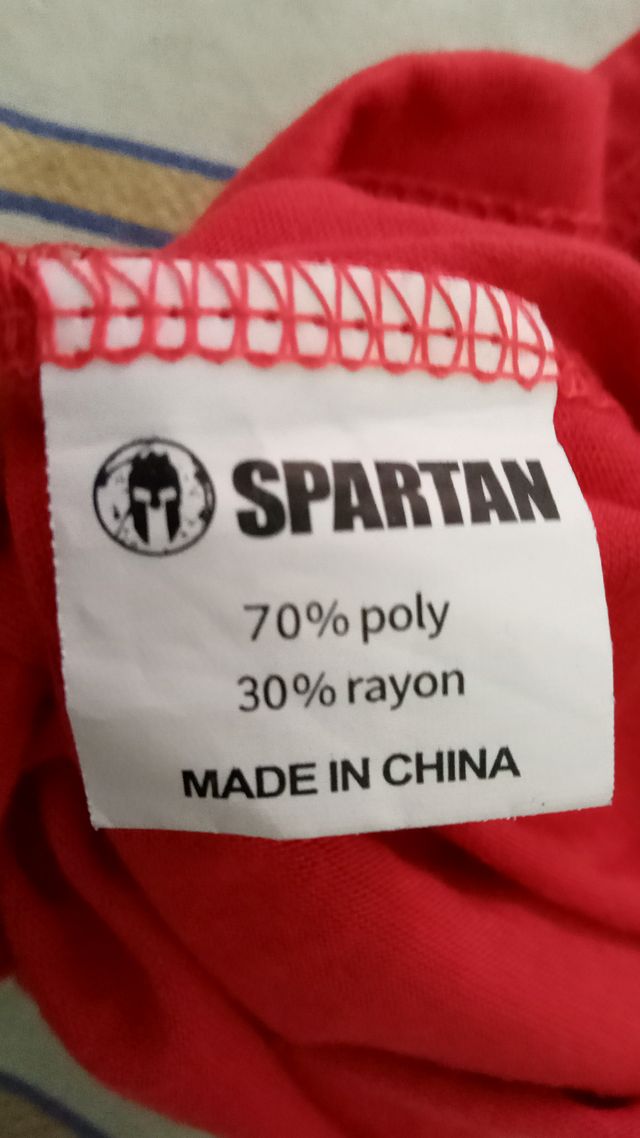 SPARTAN
70% poly
30% rayon
MADE IN CHINA